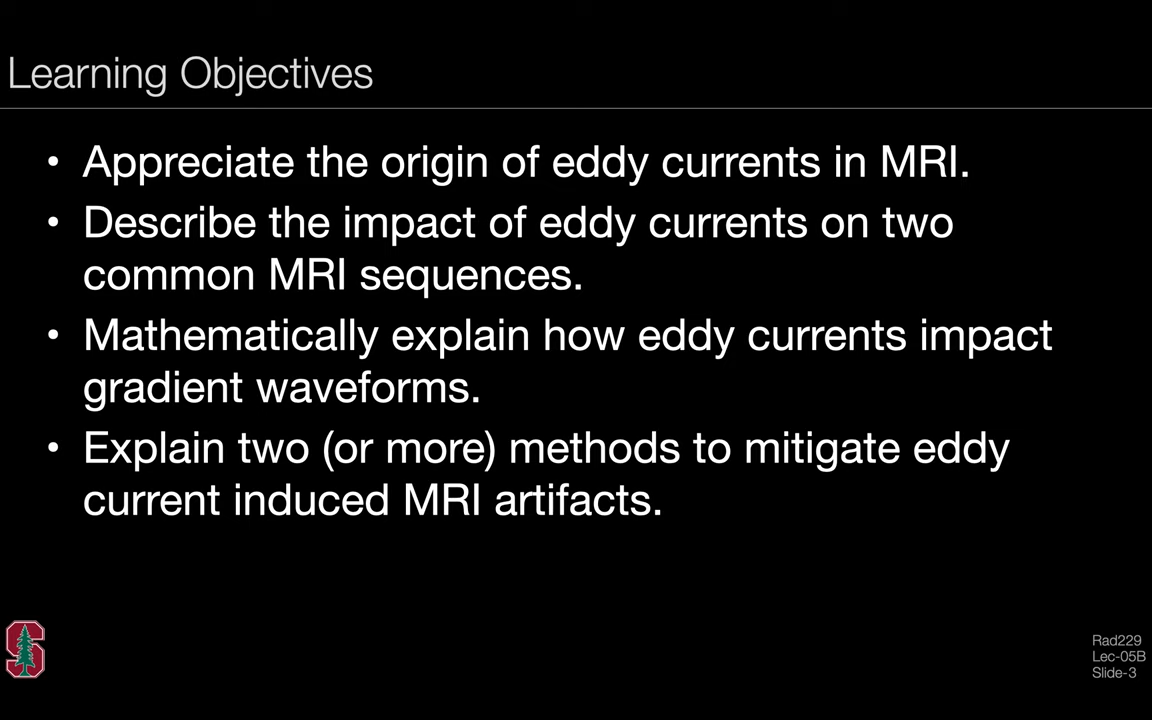 Learning Objectives
• Appreciate the origin of eddy currents in MRI.
• Describe the impact of eddy currents on two
common MRI sequences.
• Mathematically explain how eddy currents impact
gradient waveforms.
• Explain two (or more) methods to mitigate eddy
current induced MRI artifacts.
S
Rad229
Lec-05B
Slide-3